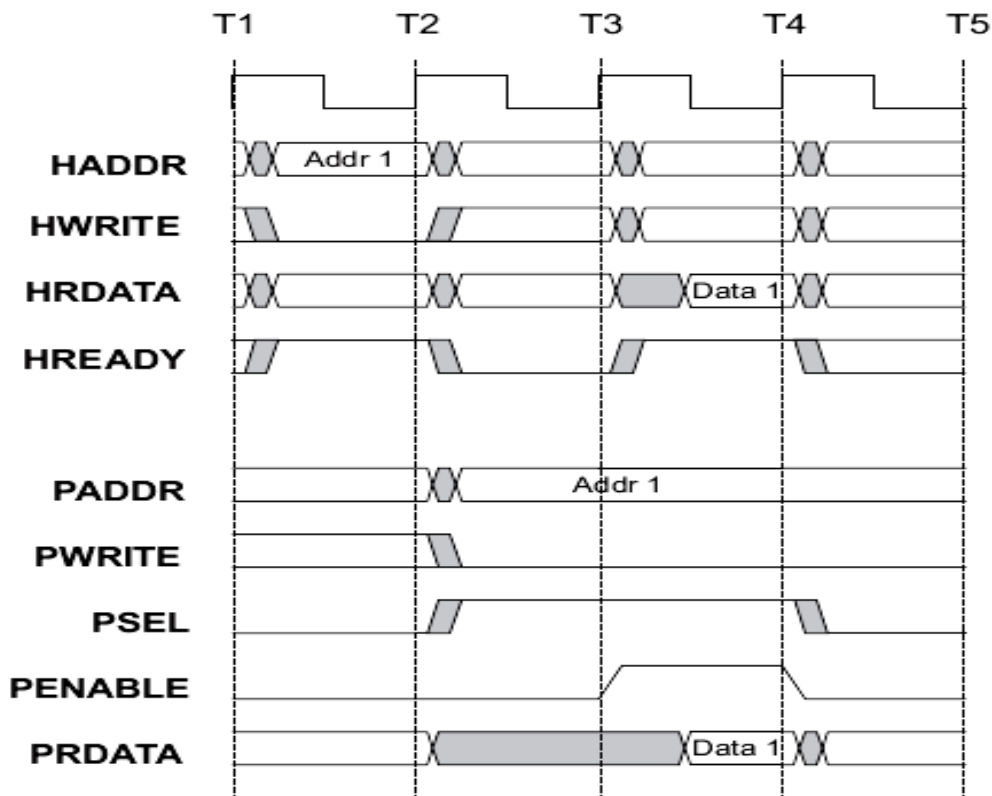 T1 T2 T3 T4 T5
HADDR Addr 1
HWRITE
HRDATA Data 1
HREADY
PADDR Addr 1
PWRITE
PSEL
PENABLE
PRDATA Data 1